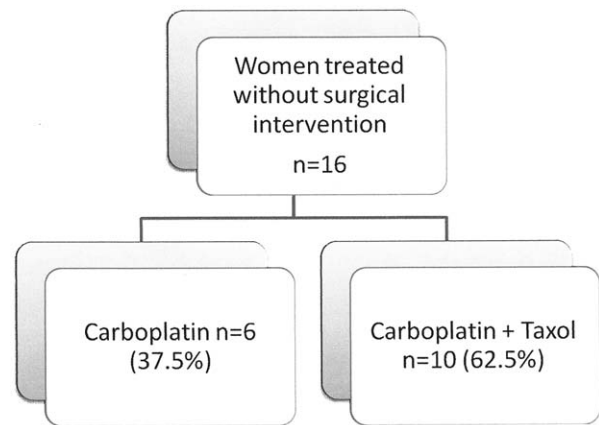 Women treated
without surgical
intervention
n=16
Carboplatin n=6
(37.5%)
Carboplatin + Taxol
n=10 (62.5%)